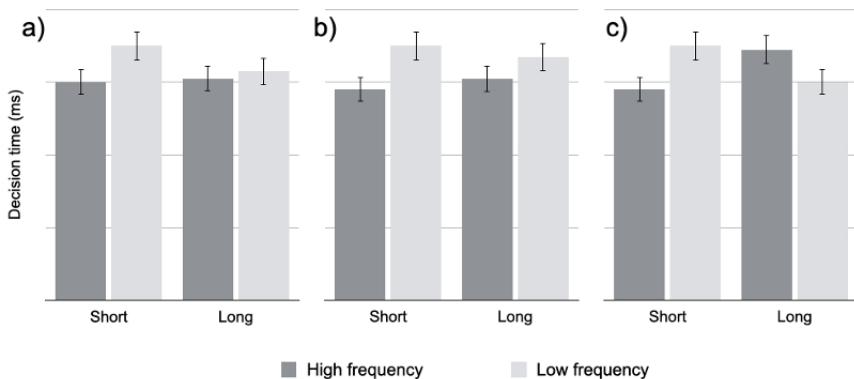 a)
b)
c)
Decision time (ms)
Short Long Short Long Short Long
High frequency Low frequency